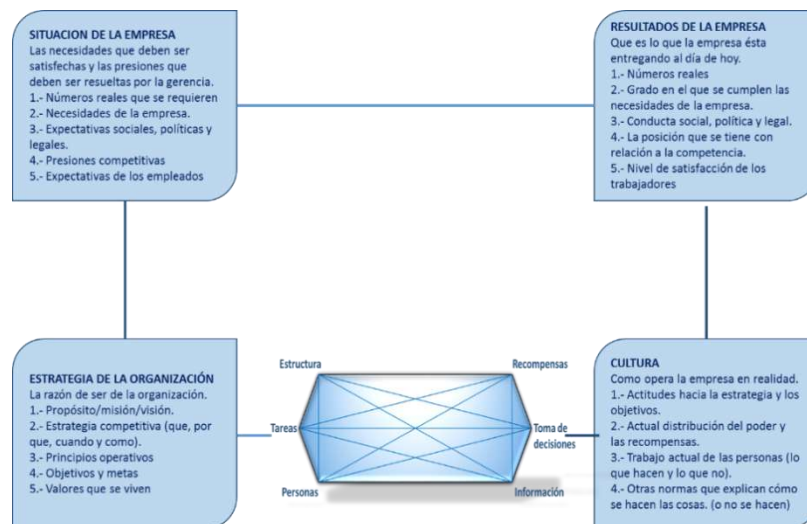 SITUACION DE LA EMPRESA
Las necesidades que deben ser
satisfechas y las presiones que
deben ser resueltas por la gerencia.
1.- Números reales que se requieren
2.- Necesidades de la empresa.
3.- Expectativas sociales, políticas y
legales.
4.- Presiones competitivas
5.- Expectativas de los empleados
RESULTADOS DE LA EMPRESA
Que es lo que la empresa ésta
entregando al día de hoy.
1.- Números reales
2.- Grado en el que se cumplen las
necesidades de la empresa.
3.- Conducta social, política y legal.
4.- La posición que se tiene con
relación a la competencia.
5.- Nivel de satisfacción de los
trabajadores
ESTRATEGIA DE LA ORGANIZACIÓN
La razón de ser de la organización.
1.- Propósito/misión/visión.
2.- Estrategia competitiva (que, por
que, cuando y como).
3.- Principios operativos
4.- Objetivos y metas
5.- Valores que se viven
Estructura
Recompensas
Tareas
Toma de
decisiones
Personas
Información
CULTURA
Como opera la empresa en realidad.
1.- Actitudes hacia la estrategia y los
objetivos.
2.- Actual distribución del poder y
las recompensas.
3.- Trabajo actual de las personas (lo
que hacen y lo que no).
4.- Otras normas que explican cómo
se hacen las cosas. (o no se hacen)